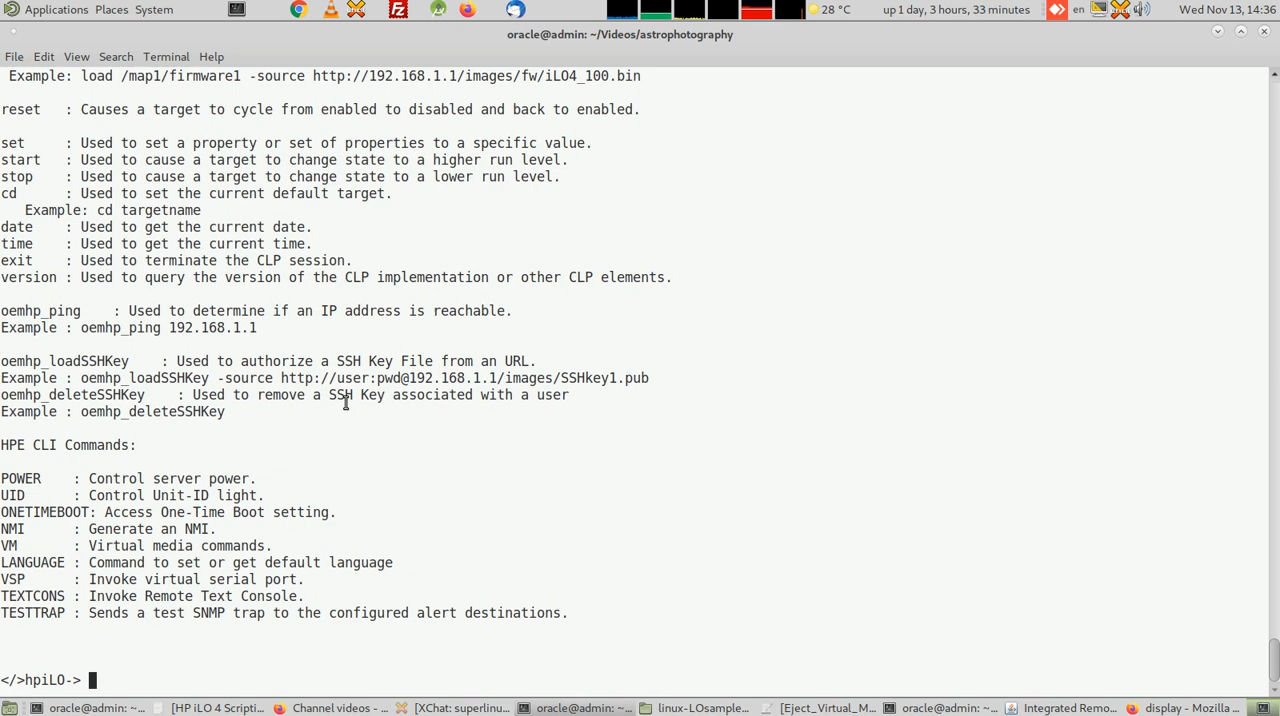 Applications Places System
28 °C
up 1 day, 3 hours, 33 minutes
en
Wed Nov 13, 14:36
oracle@admin: ~/Videos/astrophotography
File Edit View Search Terminal Help
Example: load /map1/firmware1 -source http://192.168.1.1/images/fw/iLO4_100.bin
reset : Causes a target to cycle from enabled to disabled and back to enabled.
set : Used to set a property or set of properties to a specific value.
start : Used to cause a target to change state to a higher run level.
stop : Used to cause a target to change state to a lower run level.
cd : Used to set the current default target.
Example: cd targetname
date : Used to get the current date.
time : Used to get the current time.
exit : Used to terminate the CLP session.
version : Used to query the version of the CLP implementation or other CLP elements.
oemhp_ping : Used to determine if an IP address is reachable.
Example : oemhp_ping 192.168.1.1
oemhp_loadSSHKey : Used to authorize a SSH Key File from an URL.
Example : oemhp_loadSSHKey -source http://user:pwd@192.168.1.1/images/SSHkey1.pub
oemhp_deleteSSHKey : Used to remove a SSH Key associated with a user
Example : oemhp_deleteSSHKey
HPE CLI Commands:
POWER : Control server power.
UID : Control Unit-ID light.
ONETIMEBOOT: Access One-Time Boot setting.
NMI : Generate an NMI.
VM : Virtual media commands.
LANGUAGE : Command to set or get default language
VSP : Invoke virtual serial port.
TEXTCONS : Invoke Remote Text Console.
TESTTRAP : Sends a test SNMP trap to the configured alert destinations.
</>hpiLO->
oracle@admin: ~...
[HP iLO 4 Scripti...
Channel videos - ...
[XChat: superlinu...
oracle@admin: ~/...
linux-LOsample...
[Eject_Virtual_M...
oracle@admin: ~/...
Integrated Remo...
display - Mozilla ...